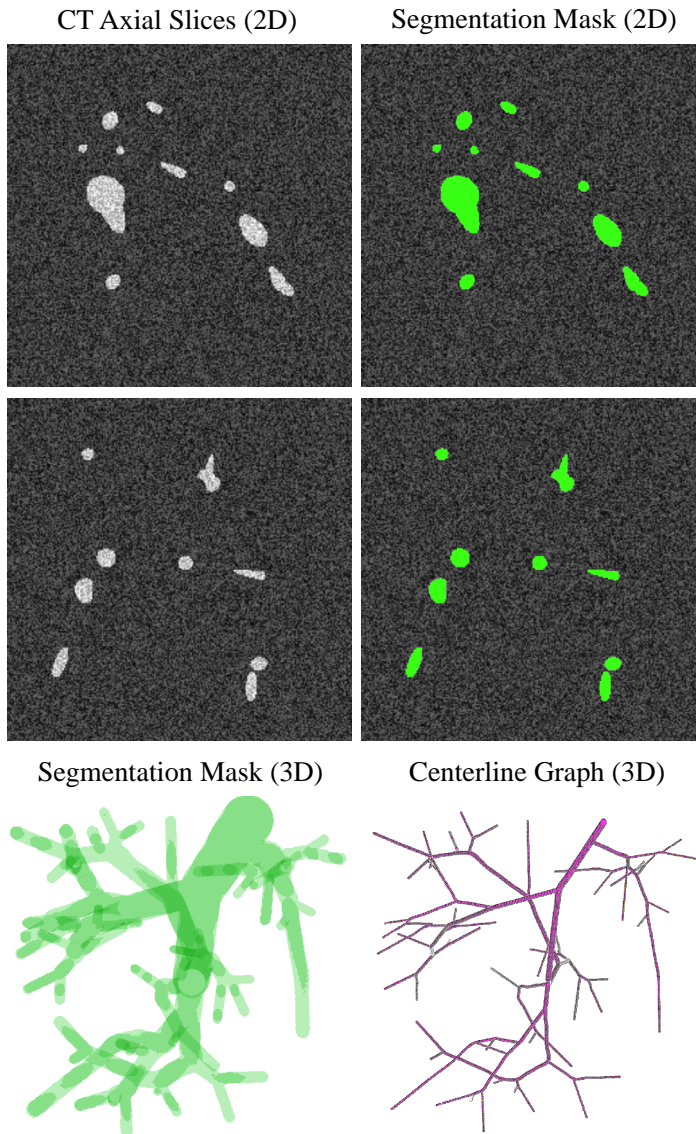 CT Axial Slices (2D)
Segmentation Mask (2D)
Segmentation Mask (3D)
Centerline Graph (3D)